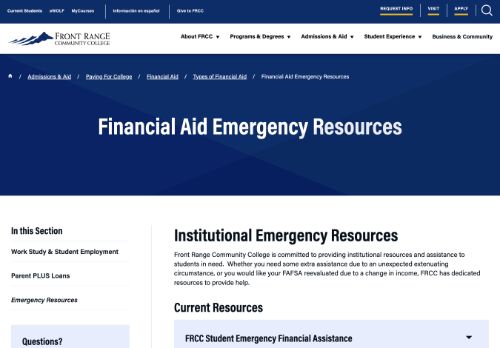 Current Students eWOLF MyCourses Información en español Give to FRCC REQUEST INFO VISIT APPLY
FRONT RANGE
COMMUNITY COLLEGE
About FRCC Programs & Degrees Admissions & Aid Student Experience Business & Community
/ Admissions & Aid / Paying For College / Financial Aid / Types of Financial Aid / Financial Aid Emergency Resources
Financial Aid Emergency Resources
In this Section
Work Study & Student Employment
Parent PLUS Loans
Emergency Resources
Questions?
Institutional Emergency Resources
Front Range Community College is committed to providing institutional resources and assistance to
students in need. Whether you need some extra assistance due to an unexpected extenuating
circumstance, or you would like your FAFSA reevaluated due to a change in income, FRCC has dedicated
resources to provide help.
Current Resources
FRCC Student Emergency Financial Assistance